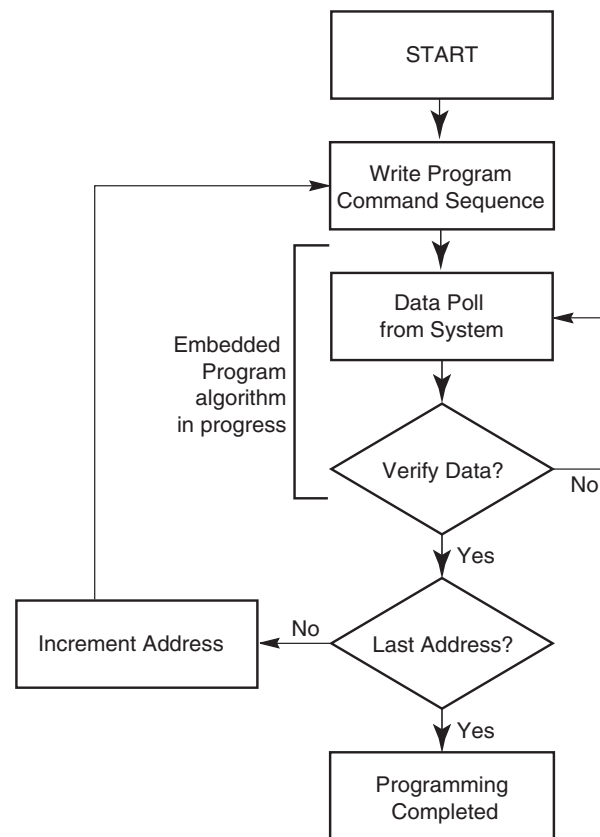 START
Write Program
Command Sequence
Data Poll
from System
Embedded
Program
algorithm
in progress
Verify Data?
No
Yes
Increment Address
No
Last Address?
Yes
Programming
Completed